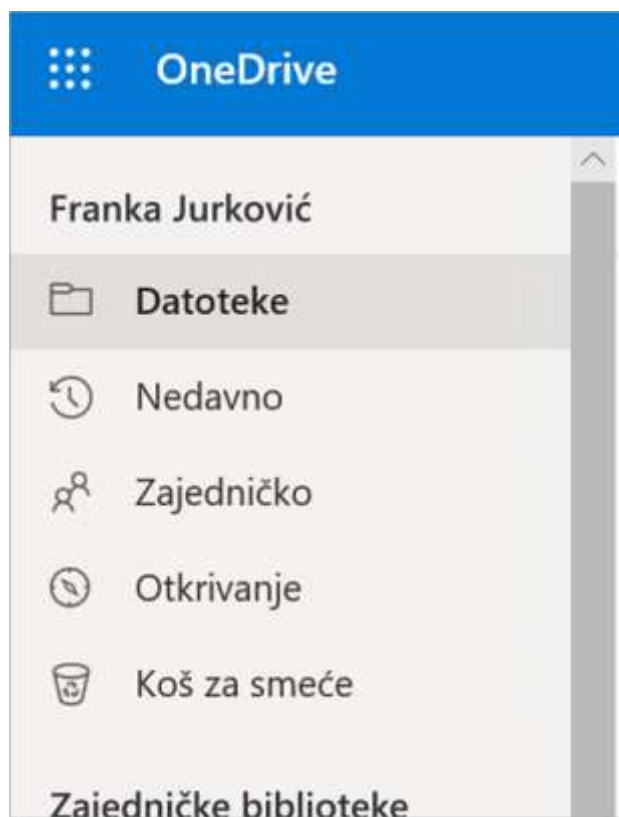 OneDrive
Franka Jurković
Datoteke
Nedavno
Zajedničko
Otkrivanje
Koš za smeće
Zajedničke biblioteke